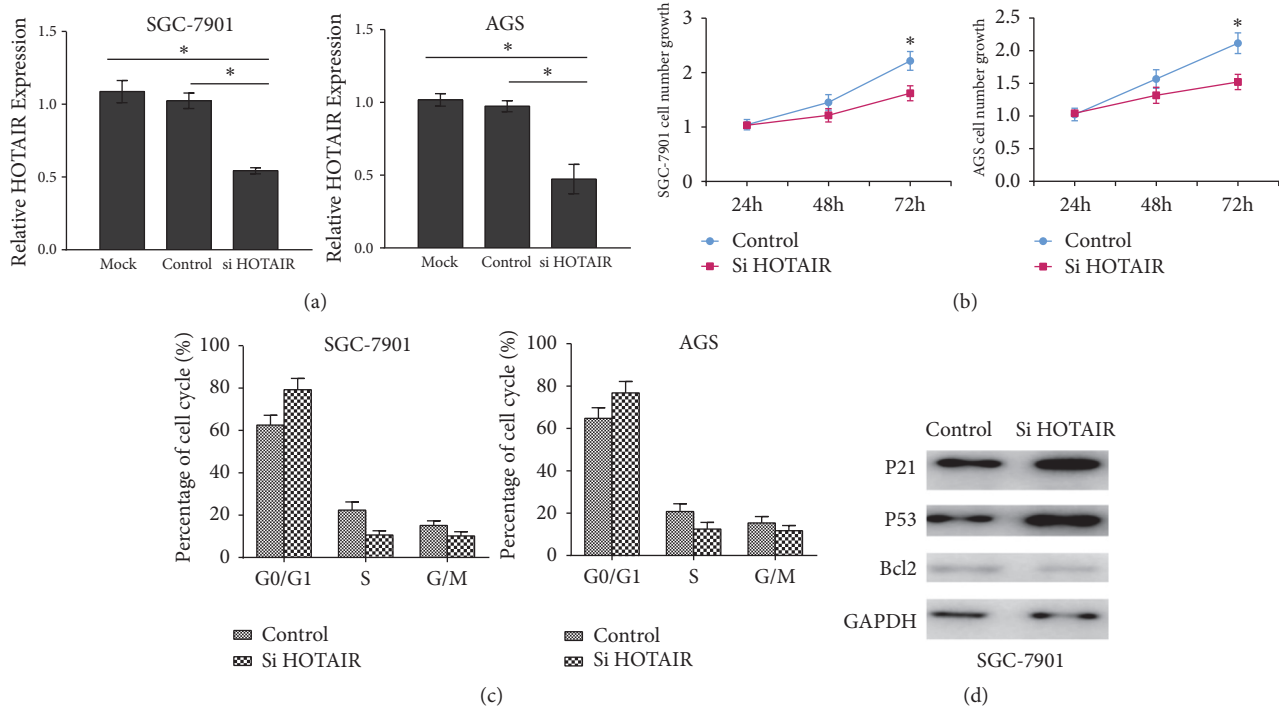 SGC-7901
Relative HOTAIR Expression
1.5
1.0
0.5
0.0
*
*
Mock Control si HOTAIR
AGS
Relative HOTAIR Expression
1.5
1.0
0.5
0.0
*
*
Mock Control si HOTAIR
(a)
SGC-7901 cell number growth
3
2
1
0
*
24h 48h 72h
Control
Si HOTAIR
AGS cell number growth
2.5
2.0
1.5
1.0
0.5
0.0
*
24h 48h 72h
Control
Si HOTAIR
(b)
SGC-7901
Percentage of cell cycle (%)
100
80
60
40
20
0
G0/G1 S G/M
Control
Si HOTAIR
AGS
Percentage of cell cycle (%)
100
80
60
40
20
0
G0/G1 S G/M
Control
Si HOTAIR
(c)
Control Si HOTAIR
P21
P53
Bcl2
GAPDH
SGC-7901
(d)